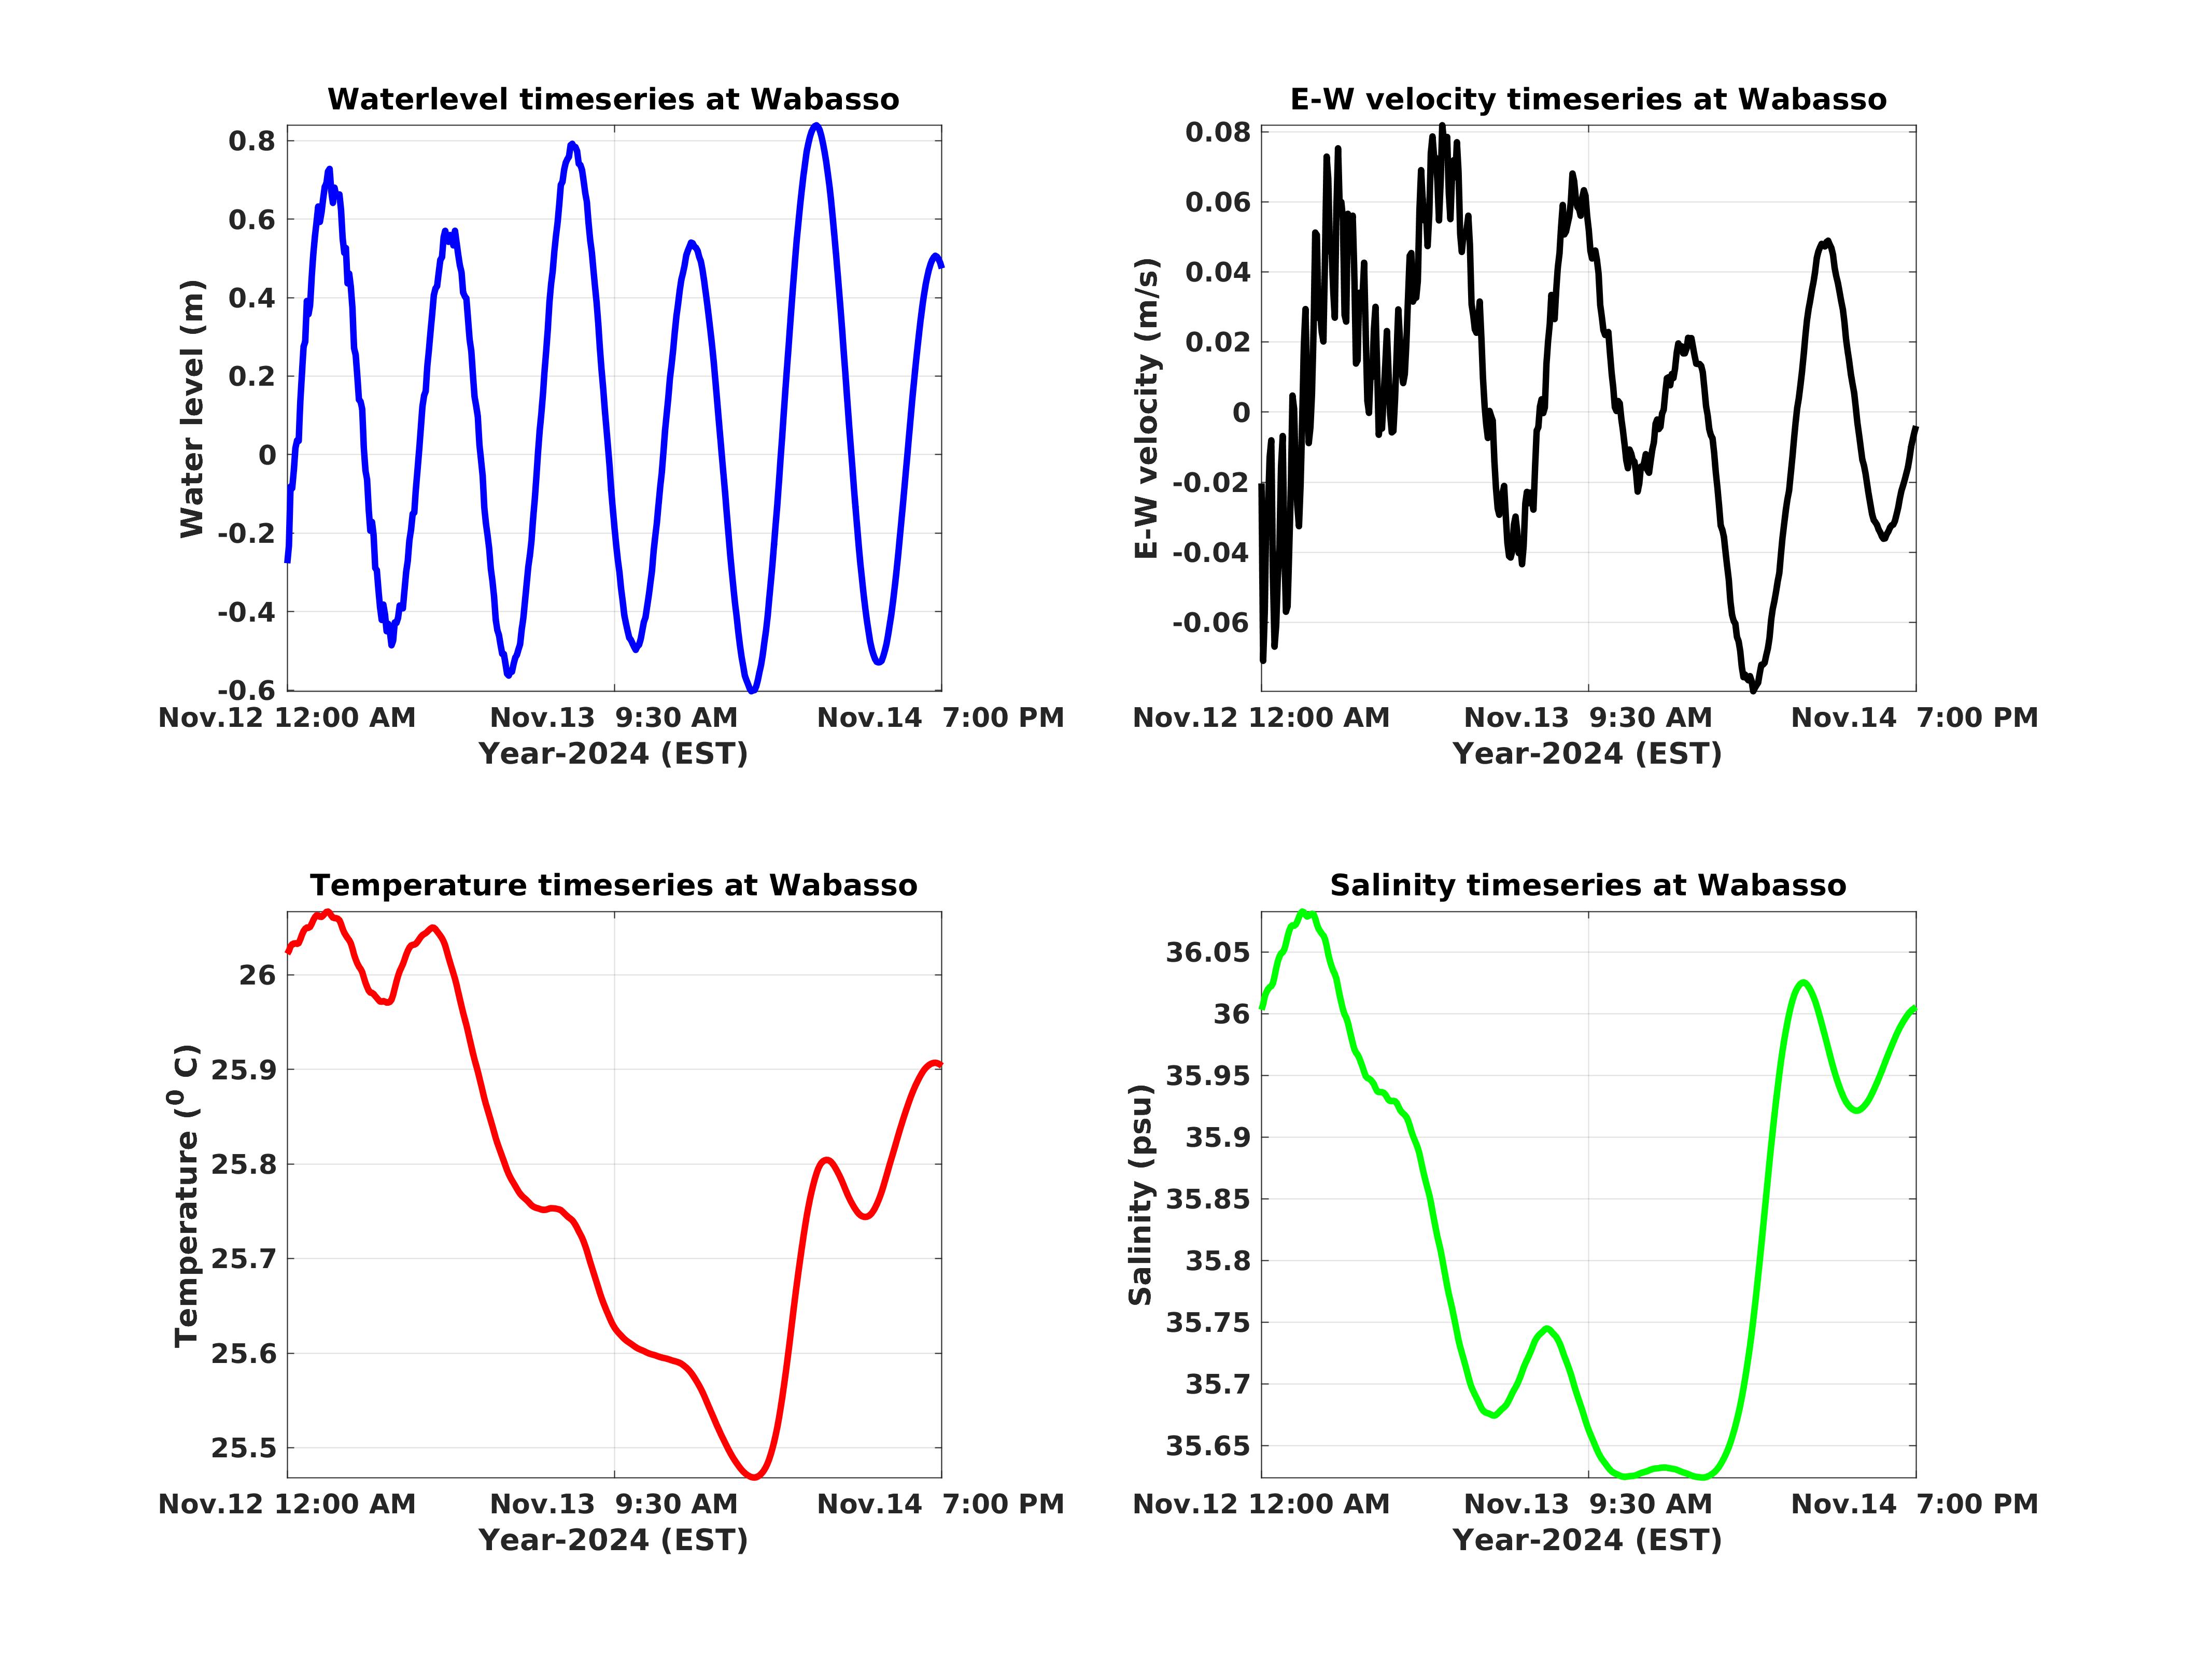 Waterlevel timeseries at Wabasso
Water level (m)
0.8
0.6
0.4
0.2
0
-0.2
-0.4
-0.6
Nov.12 12:00 AM Nov.13 9:30 AM Nov.14 7:00 PM
Year-2024 (EST)
E-W velocity timeseries at Wabasso
E-W velocity (m/s)
0.08
0.06
0.04
0.02
0
-0.02
-0.04
-0.06
Nov.12 12:00 AM Nov.13 9:30 AM Nov.14 7:00 PM
Year-2024 (EST)
Temperature timeseries at Wabasso
Temperature (⁰ C)
26
25.9
25.8
25.7
25.6
25.5
Nov.12 12:00 AM Nov.13 9:30 AM Nov.14 7:00 PM
Year-2024 (EST)
Salinity timeseries at Wabasso
Salinity (psu)
36.05
36
35.95
35.9
35.85
35.8
35.75
35.7
35.65
Nov.12 12:00 AM Nov.13 9:30 AM Nov.14 7:00 PM
Year-2024 (EST)